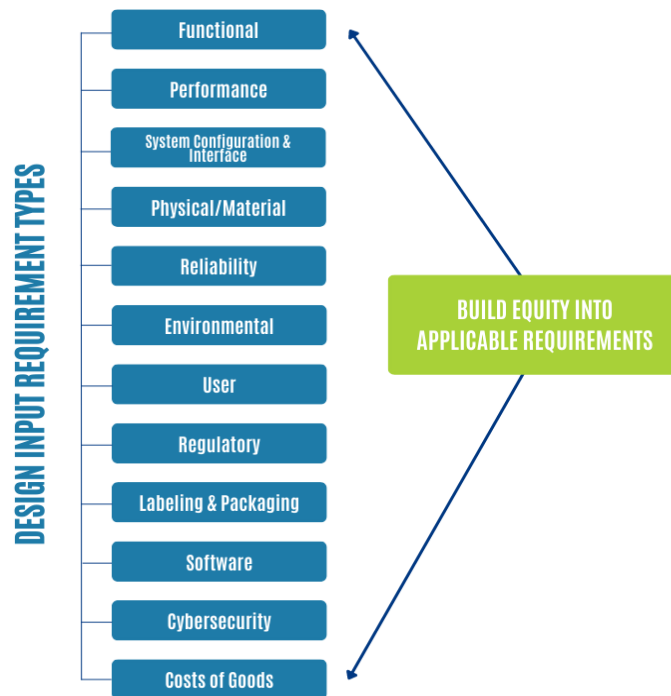 DESIGN INPUT REQUIREMENT TYPES
Functional
Performance
System Configuration &
Interface
Physical/Material
Reliability
Environmental
User
Regulatory
Labeling & Packaging
Software
Cybersecurity
Costs of Goods
BUILD EQUITY INTO
APPLICABLE REQUIREMENTS